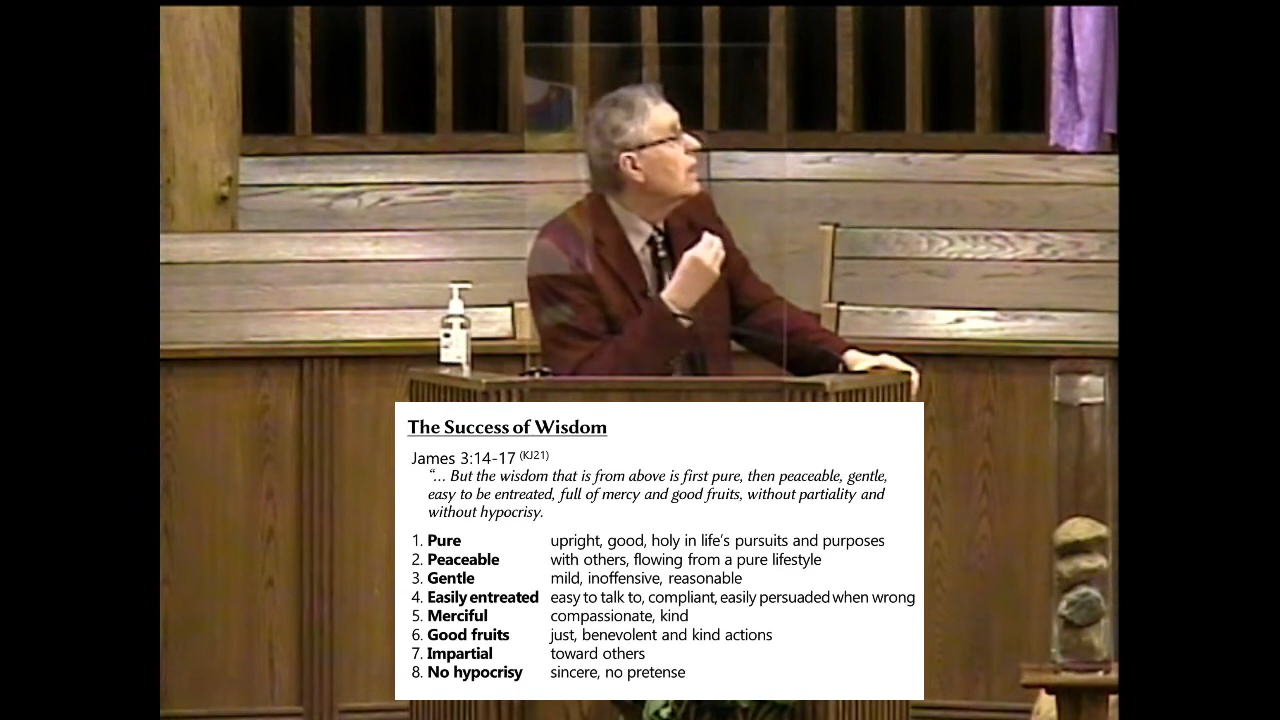 The Success of Wisdom
James 3:14-17 (KJ21)
“... But the wisdom that is from above is first pure, then peaceable, gentle,
easy to be entreated, full of mercy and good fruits, without partiality and
without hypocrisy.
1. Pure upright, good, holy in life’s pursuits and purposes
2. Peaceable with others, flowing from a pure lifestyle
3. Gentle mild, inoffensive, reasonable
4. Easily entreated easy to talk to, compliant, easily persuaded when wrong
5. Merciful compassionate, kind
6. Good fruits just, benevolent and kind actions
7. Impartial toward others
8. No hypocrisy sincere, no pretense